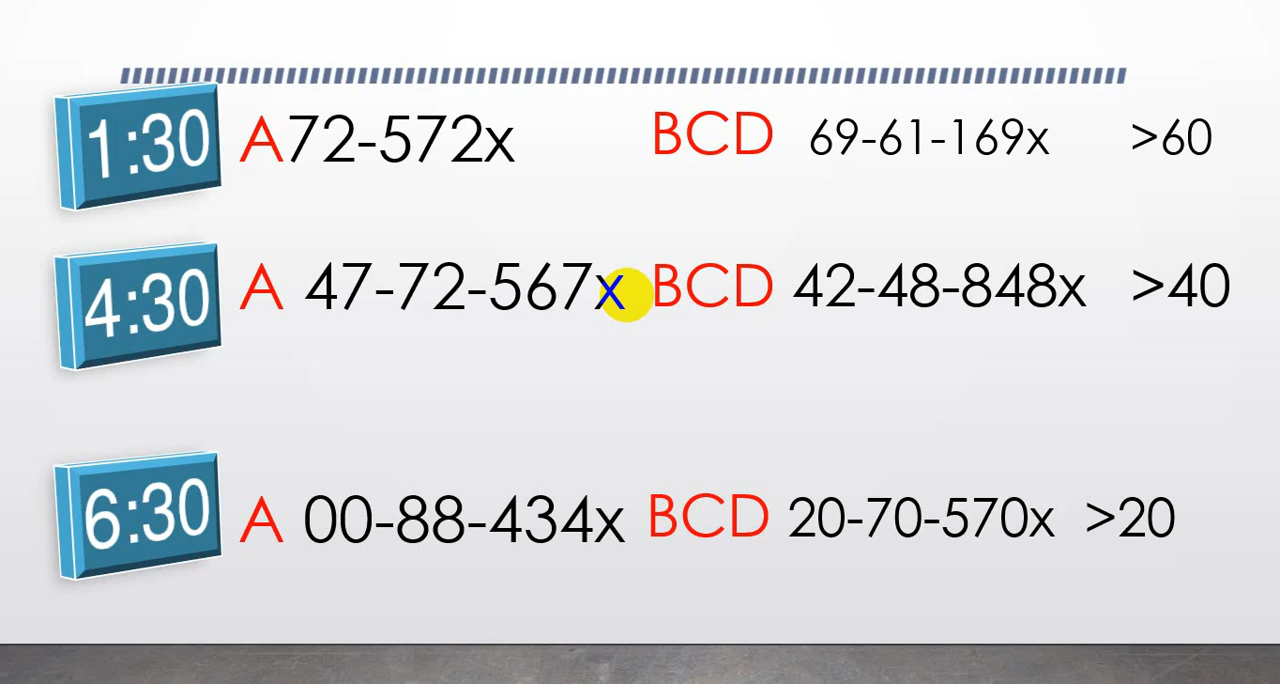 1:30 A72-572x BCD 69-61-169x >60
4:30 A 47-72-567x BCD 42-48-848x >40
6:30 A 00-88-434x BCD 20-70-570x >20